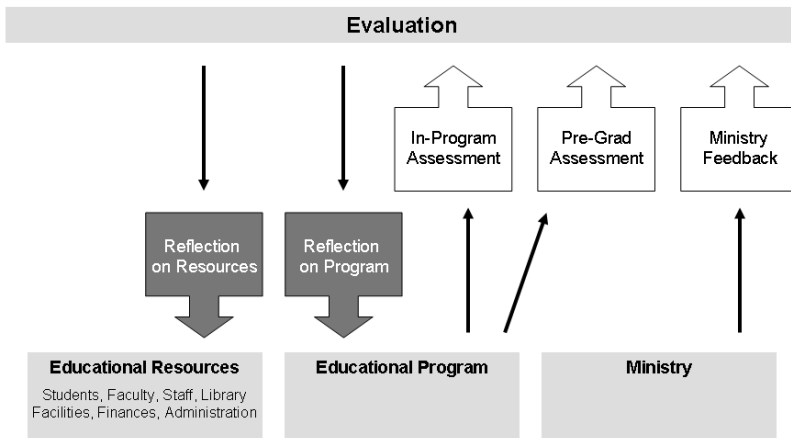 Evaluation
In-Program
Assessment
Pre-Grad
Assessment
Ministry
Feedback
Reflection
on Resources
Reflection
on Program
Educational Resources
Students, Faculty, Staff, Library
Facilities, Finances, Administration
Educational Program
Ministry